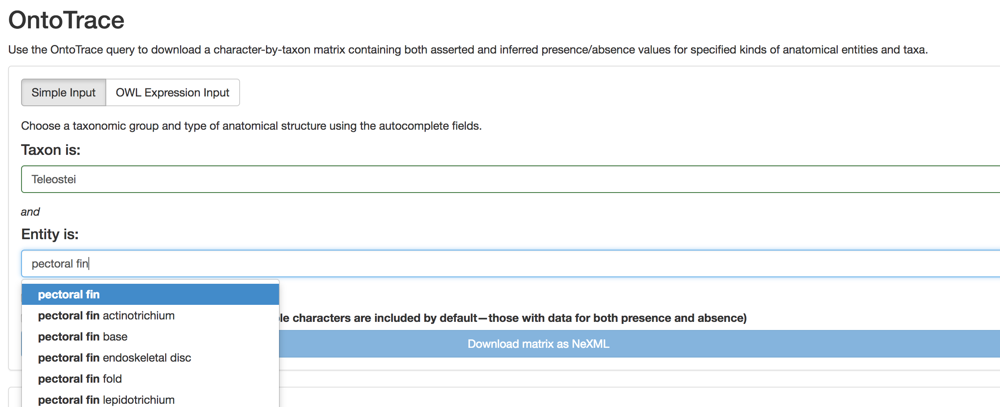 OntoTrace
Use the OntoTrace query to download a character-by-taxon matrix containing both asserted and inferred presence/absence values for specified kinds of anatomical entities and taxa.
Simple Input
OWL Expression Input
Choose a taxonomic group and type of anatomical structure using the autocomplete fields.
Taxon is:
Teleostei
and
Entity is:
pectoral fin
pectoral fin
pectoral fin actinotrichium
characters are included by default—those with data for both presence and absence)
pectoral fin base
Download matrix as NeXML
pectoral fin endoskeletal disc
pectoral fin fold
pectoral fin lepidotrichium